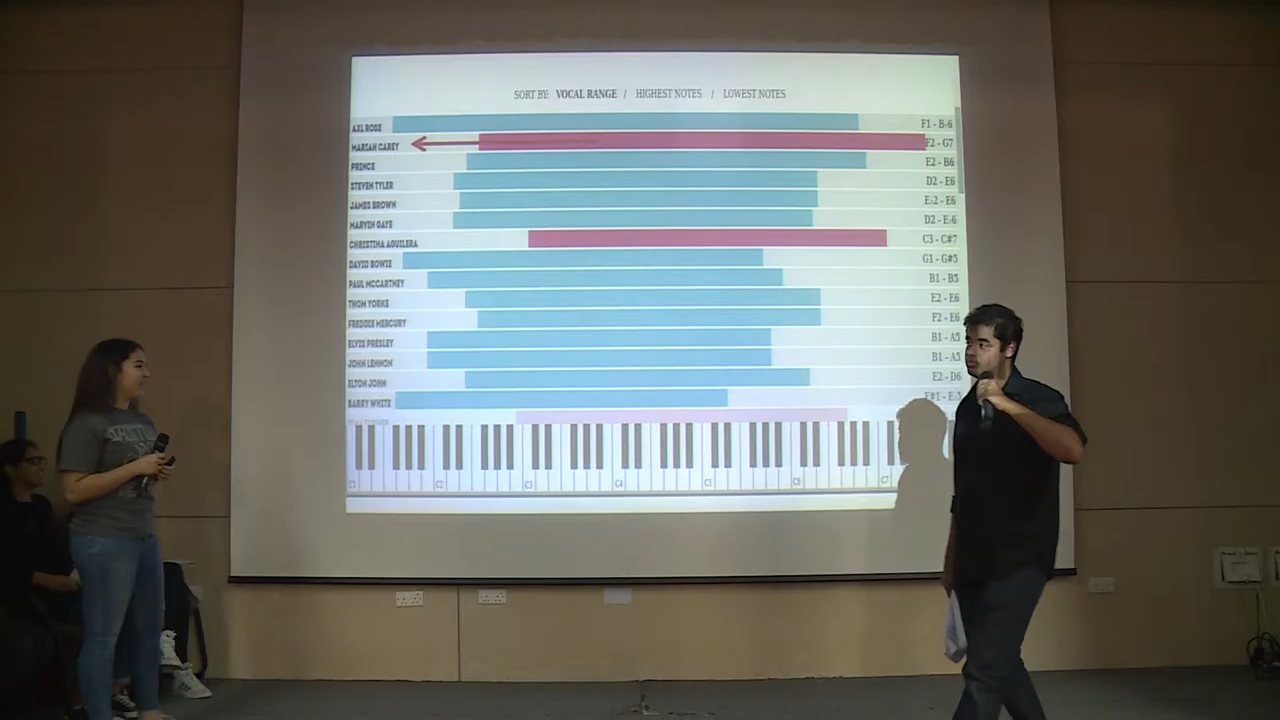 SORT BY: VOCAL RANGE / HIGHEST NOTES / LOWEST NOTES
AXL ROSE F1 - B♭6
MARIAH CAREY F2 - G7
PRINCE E2 - B6
STEVEN TYLER D2 - E6
JAMES BROWN E♭2 - E6
MARVIN GAYE D2 - E♭6
CHRISTINA AGUILERA C3 - C#7
DAVID BOWIE G1 - G#5
PAUL MCCARTNEY B1 - B5
THOM YORKE E2 - E6
FREDDIE MERCURY F2 - E6
ELVIS PRESLEY B1 - A5
JOHN LENNON B1 - A5
ELTON JOHN E2 - D6
BARRY WHITE F#1 - E♭5
C1 C2 C3 C4 C5 C6 C7